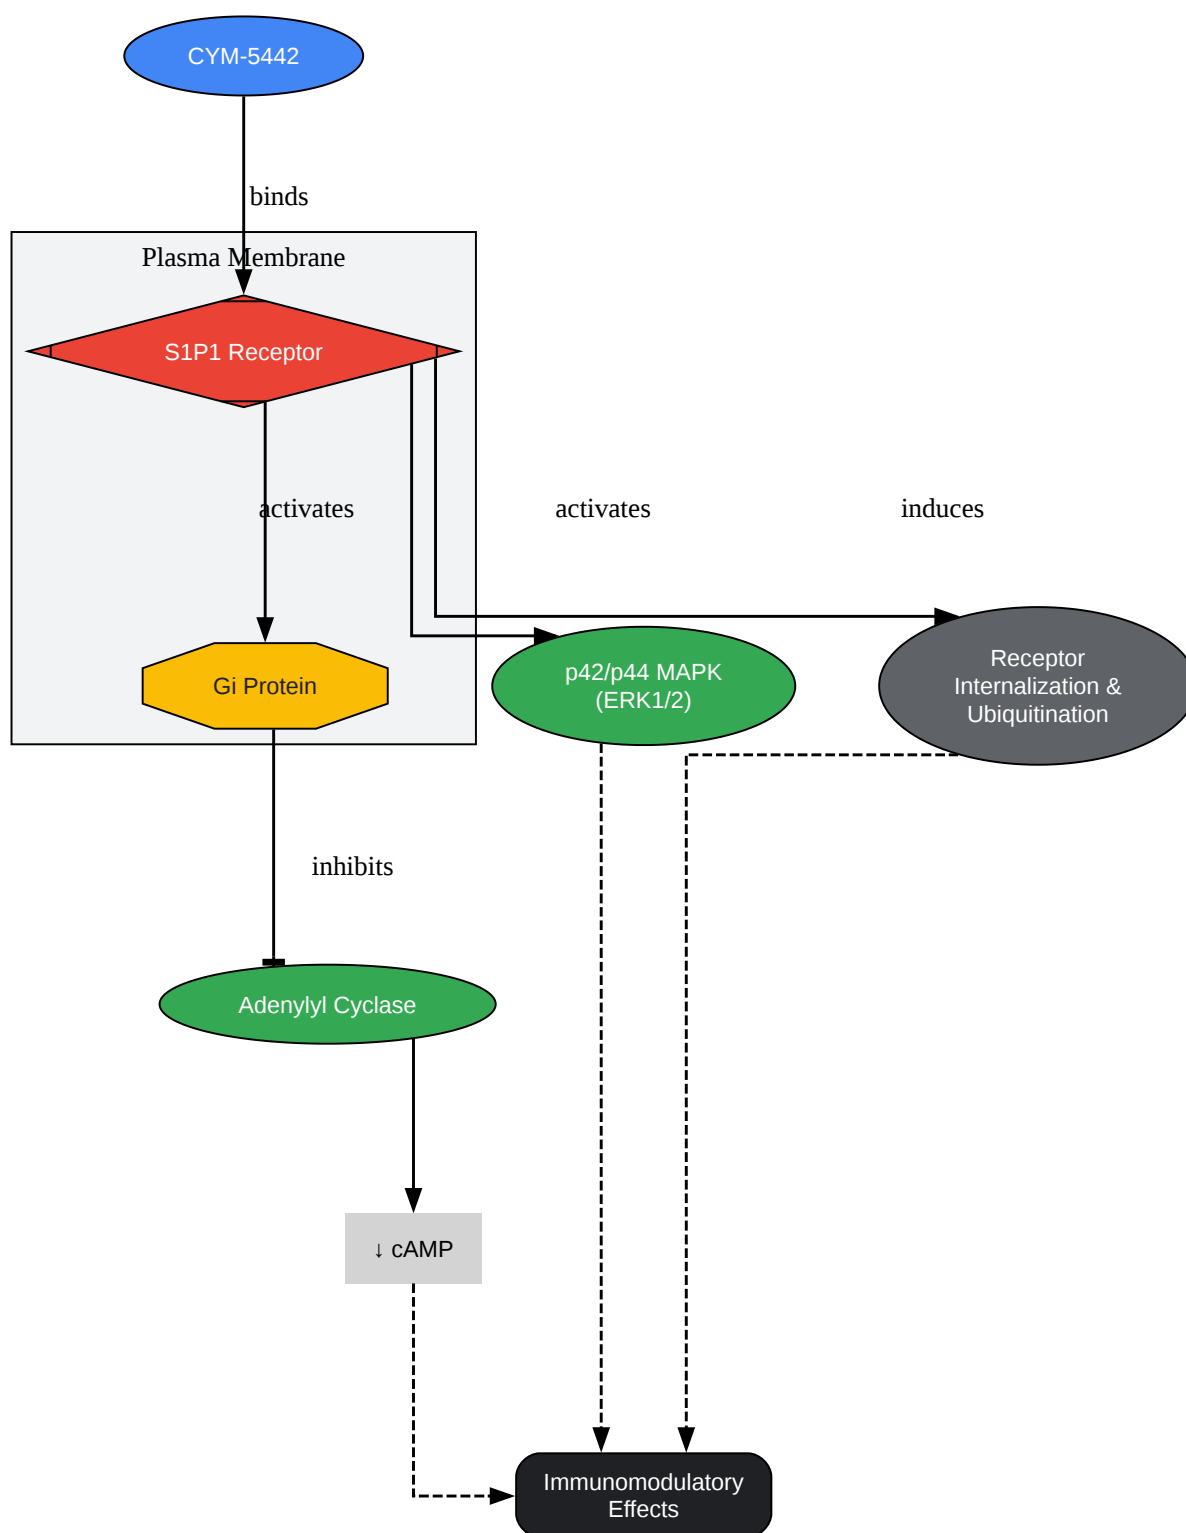 CYM-5442
binds
Plasma Membrane
S1P1 Receptor
activates
activates
induces
Gi Protein
p42/p44 MAPK
(ERK1/2)
Receptor
Internalization &
Ubiquitination
inhibits
Adenylyl Cyclase
↓ cAMP
Immunomodulatory
Effects